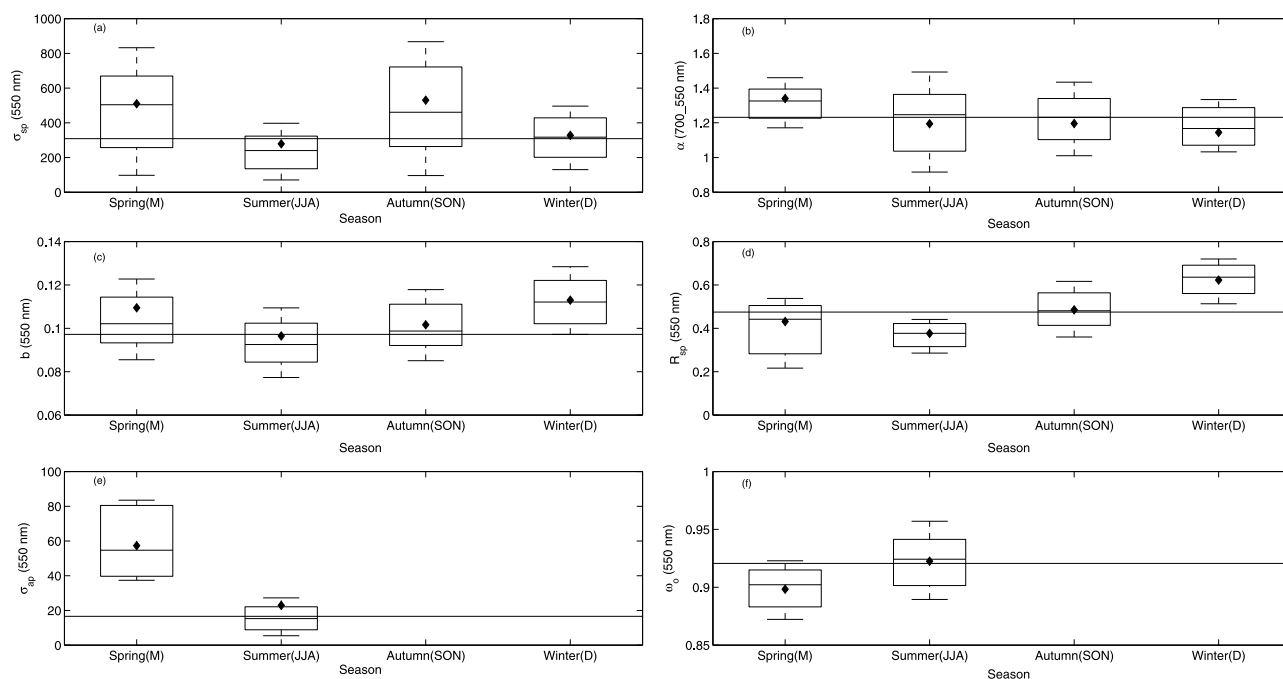 (a)
σsp (550 nm)
1000
800
600
400
200
0
Spring(M) Summer(JJA) Autumn(SON) Winter(D)
Season
(b)
α (700_550 nm)
1.8
1.6
1.4
1.2
1
0.8
Spring(M) Summer(JJA) Autumn(SON) Winter(D)
Season
(c)
b (550 nm)
0.14
0.12
0.1
0.08
0.06
Spring(M) Summer(JJA) Autumn(SON) Winter(D)
Season
(d)
Rsp (550 nm)
0.8
0.6
0.4
0.2
0
Spring(M) Summer(JJA) Autumn(SON) Winter(D)
Season
(e)
σap (550 nm)
100
80
60
40
20
0
Spring(M) Summer(JJA) Autumn(SON) Winter(D)
Season
(f)
ωo (550 nm)
1
0.95
0.9
0.85
Spring(M) Summer(JJA) Autumn(SON) Winter(D)
Season